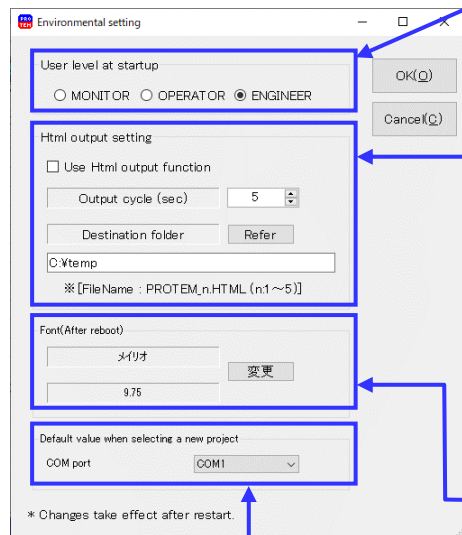 PRO
TEM
Environmental setting
User level at startup
MONITOR OPERATOR ENGINEER
OK(O)
Cancel(C)
Html output setting
Use Html output function
Output cycle (sec) 5
Destination folder Refer
C:¥temp
※[FileName : PROTEM_n.HTML (n:1～5)]
Font(After reboot)
メイリオ
変更
9.75
Default value when selecting a new project
COM port COM1
* Changes take effect after restart.